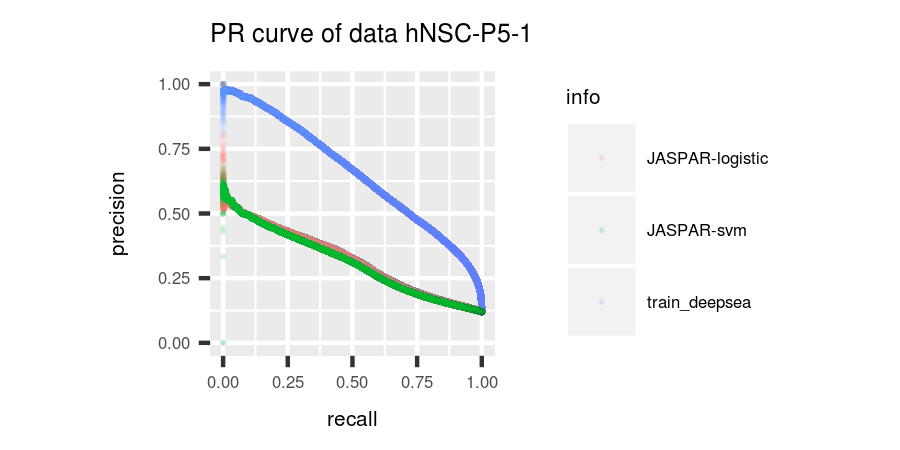 PR curve of data hNSC-P5-1
1.00
0.75
0.50
0.25
0.00
precision
0.00 0.25 0.50 0.75 1.00
recall
info
JASPAR-logistic
JASPAR-svm
train_deepsea